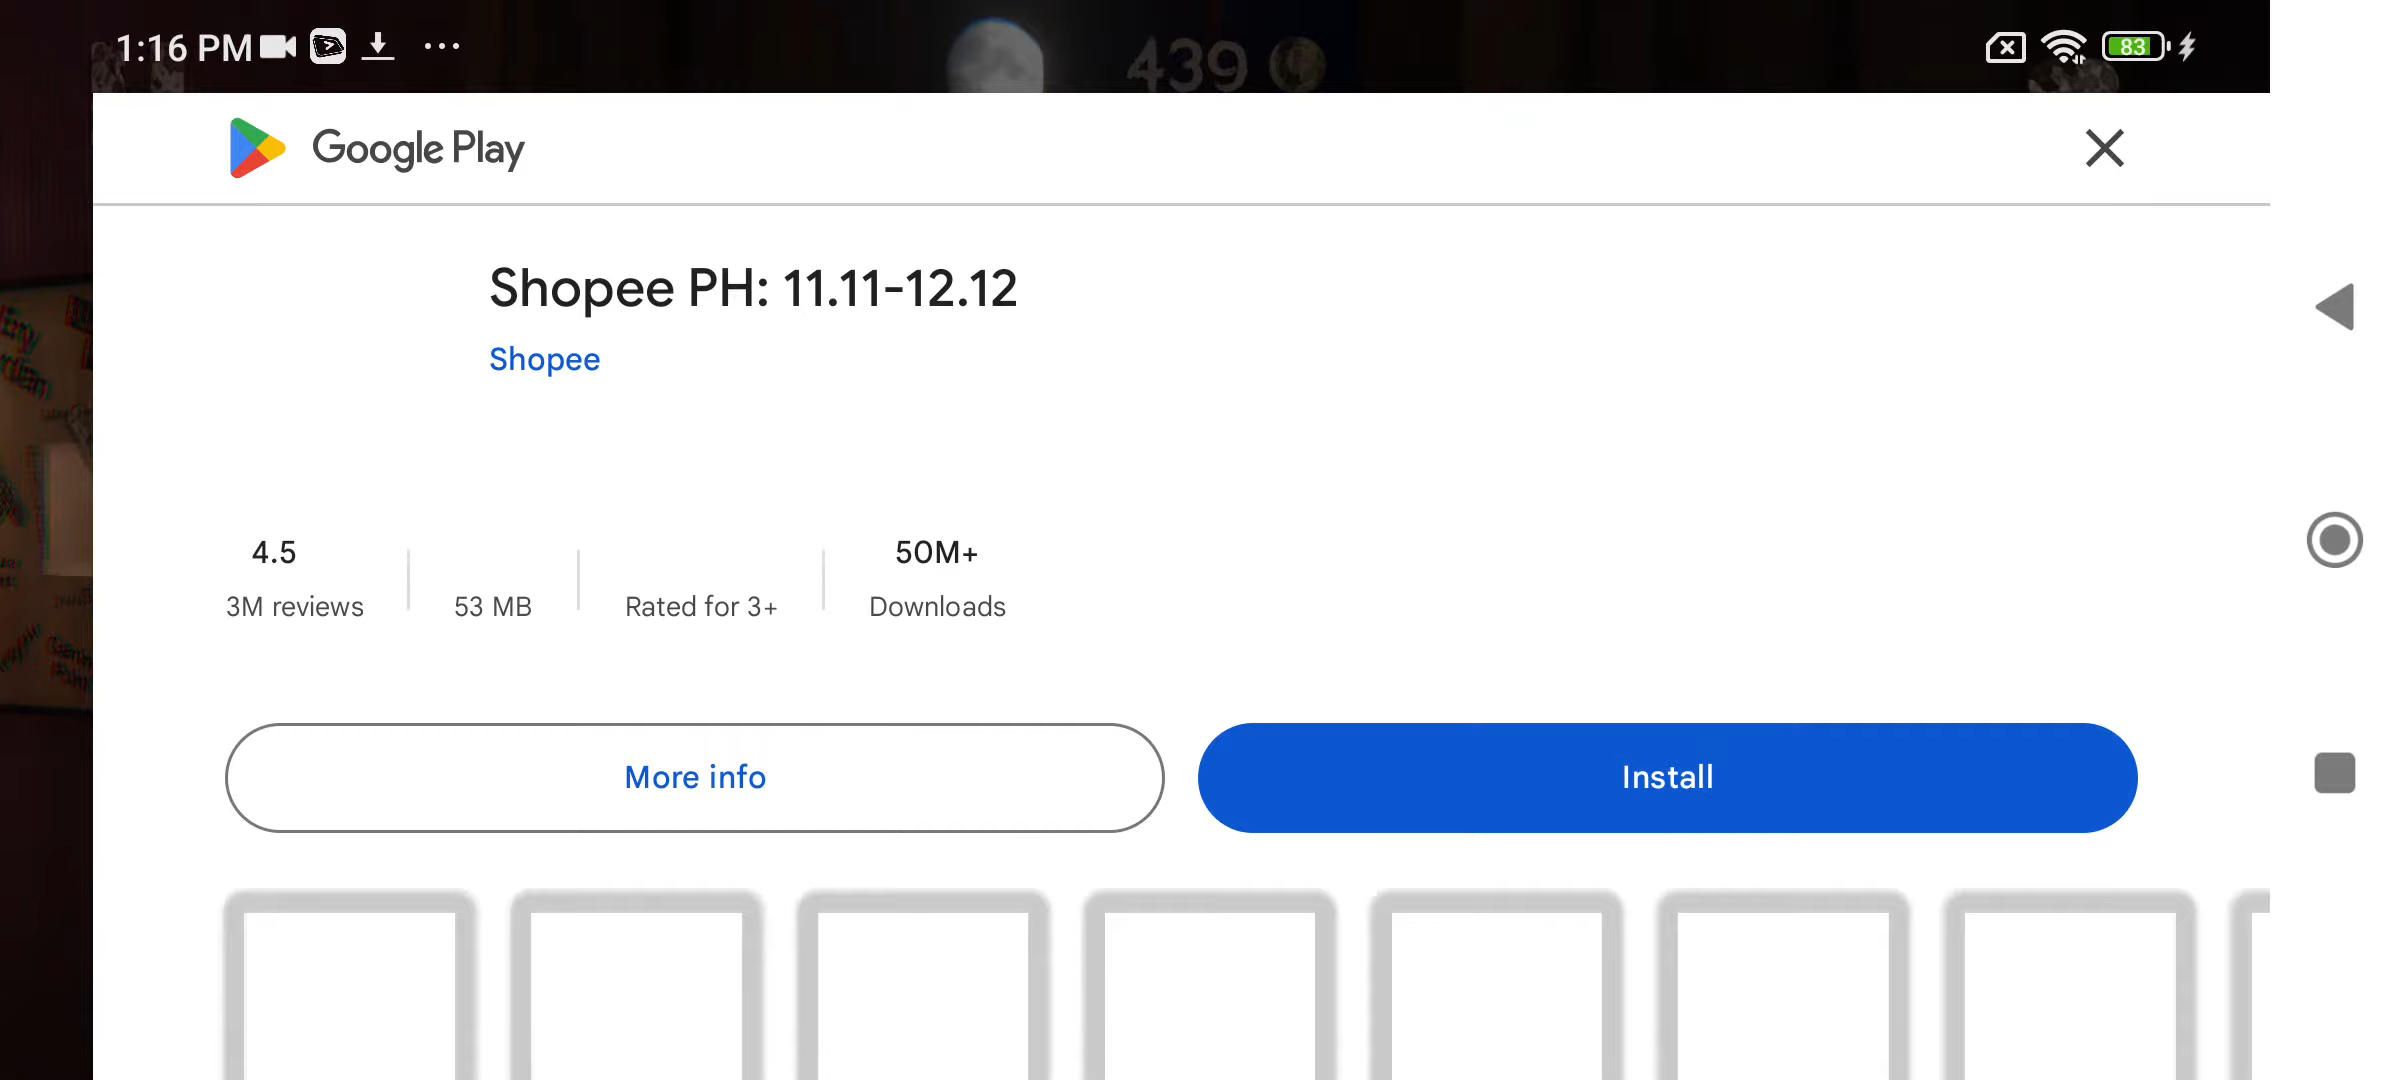 1:16 PM
439
83
Google Play
Shopee PH: 11.11-12.12
Shopee
4.5
3M reviews
53 MB
Rated for 3+
50M+
Downloads
More info
Install